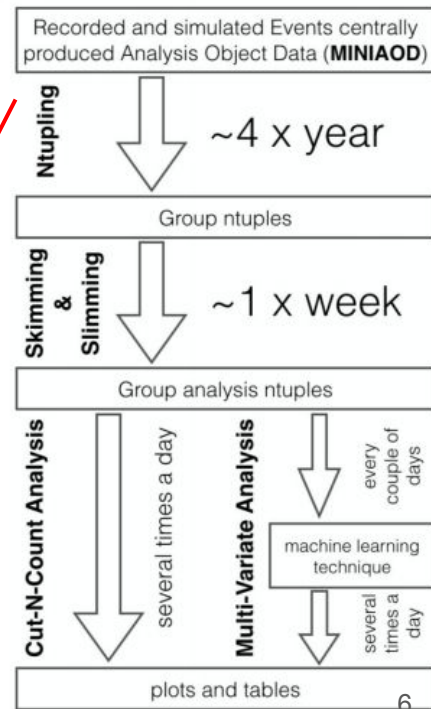 Recorded and simulated Events centrally
produced Analysis Object Data (MINIAOD)
Ntupling
~4 x year
Group ntuples
Skimming
&
Slimming
~1 x week
Group analysis ntuples
Cut-N-Count Analysis
several times a day
Multi-Variate Analysis
every
couple of
days
machine learning
technique
several
times a
day
plots and tables
6